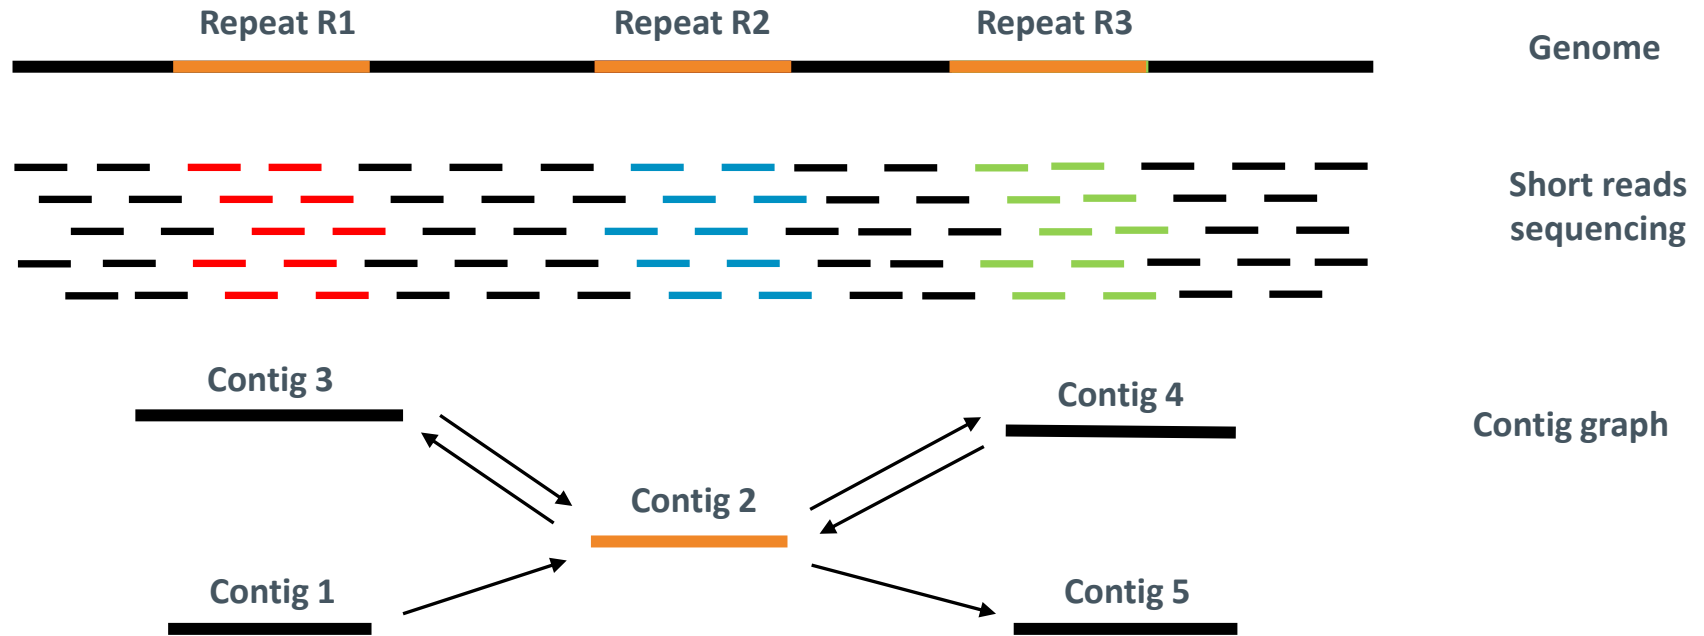 Repeat R1
Repeat R2
Repeat R3
Genome
Short reads
sequencing
Contig 3
Contig 4
Contig graph
Contig 2
Contig 1
Contig 5